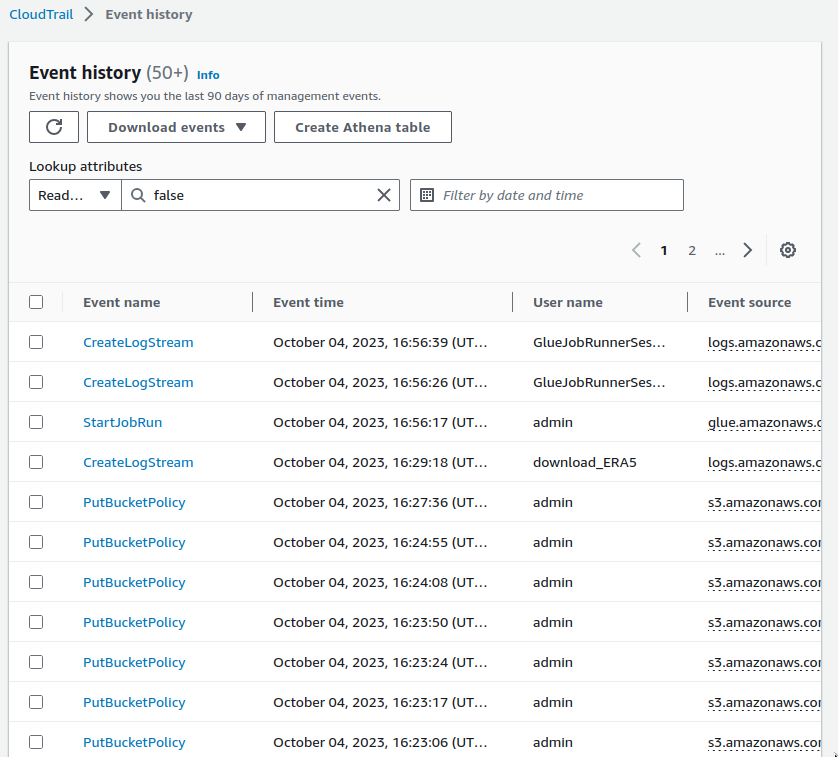 CloudTrail > Event history
Event history (50+) Info
Event history shows you the last 90 days of management events.
Download events Create Athena table
Lookup attributes
Read... false Filter by date and time
1 2 ...
Event name Event time User name Event source
CreateLogStream October 04, 2023, 16:56:39 (UT... GlueJobRunnerSes... logs.amazonaws.c
CreateLogStream October 04, 2023, 16:56:26 (UT... GlueJobRunnerSes... logs.amazonaws.c
StartJobRun October 04, 2023, 16:56:17 (UT... admin glue.amazonaws.c
CreateLogStream October 04, 2023, 16:29:18 (UT... download_ERA5 logs.amazonaws.c
PutBucketPolicy October 04, 2023, 16:27:36 (UT... admin s3.amazonaws.cor
PutBucketPolicy October 04, 2023, 16:24:55 (UT... admin s3.amazonaws.cor
PutBucketPolicy October 04, 2023, 16:24:08 (UT... admin s3.amazonaws.cor
PutBucketPolicy October 04, 2023, 16:23:50 (UT... admin s3.amazonaws.cor
PutBucketPolicy October 04, 2023, 16:23:24 (UT... admin s3.amazonaws.cor
PutBucketPolicy October 04, 2023, 16:23:17 (UT... admin s3.amazonaws.cor
PutBucketPolicy October 04, 2023, 16:23:06 (UT... admin s3.amazonaws.cor